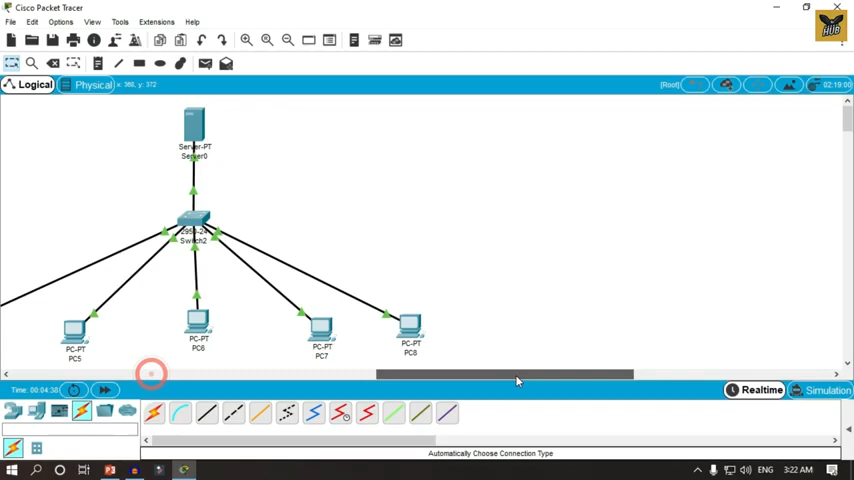 Cisco Packet Tracer
File Edit Options View Tools Extensions Help
HUB
Logical Physical x: 368, y: 372 [Root] 02:19:00
Server-PT
Server0
2950-24
Switch2
PC-PT
PC5
PC-PT
PC6
PC-PT
PC7
PC-PT
PC8
Time: 00:04:38 Realtime Simulation
Automatically Choose Connection Type
ENG 3:22 AM